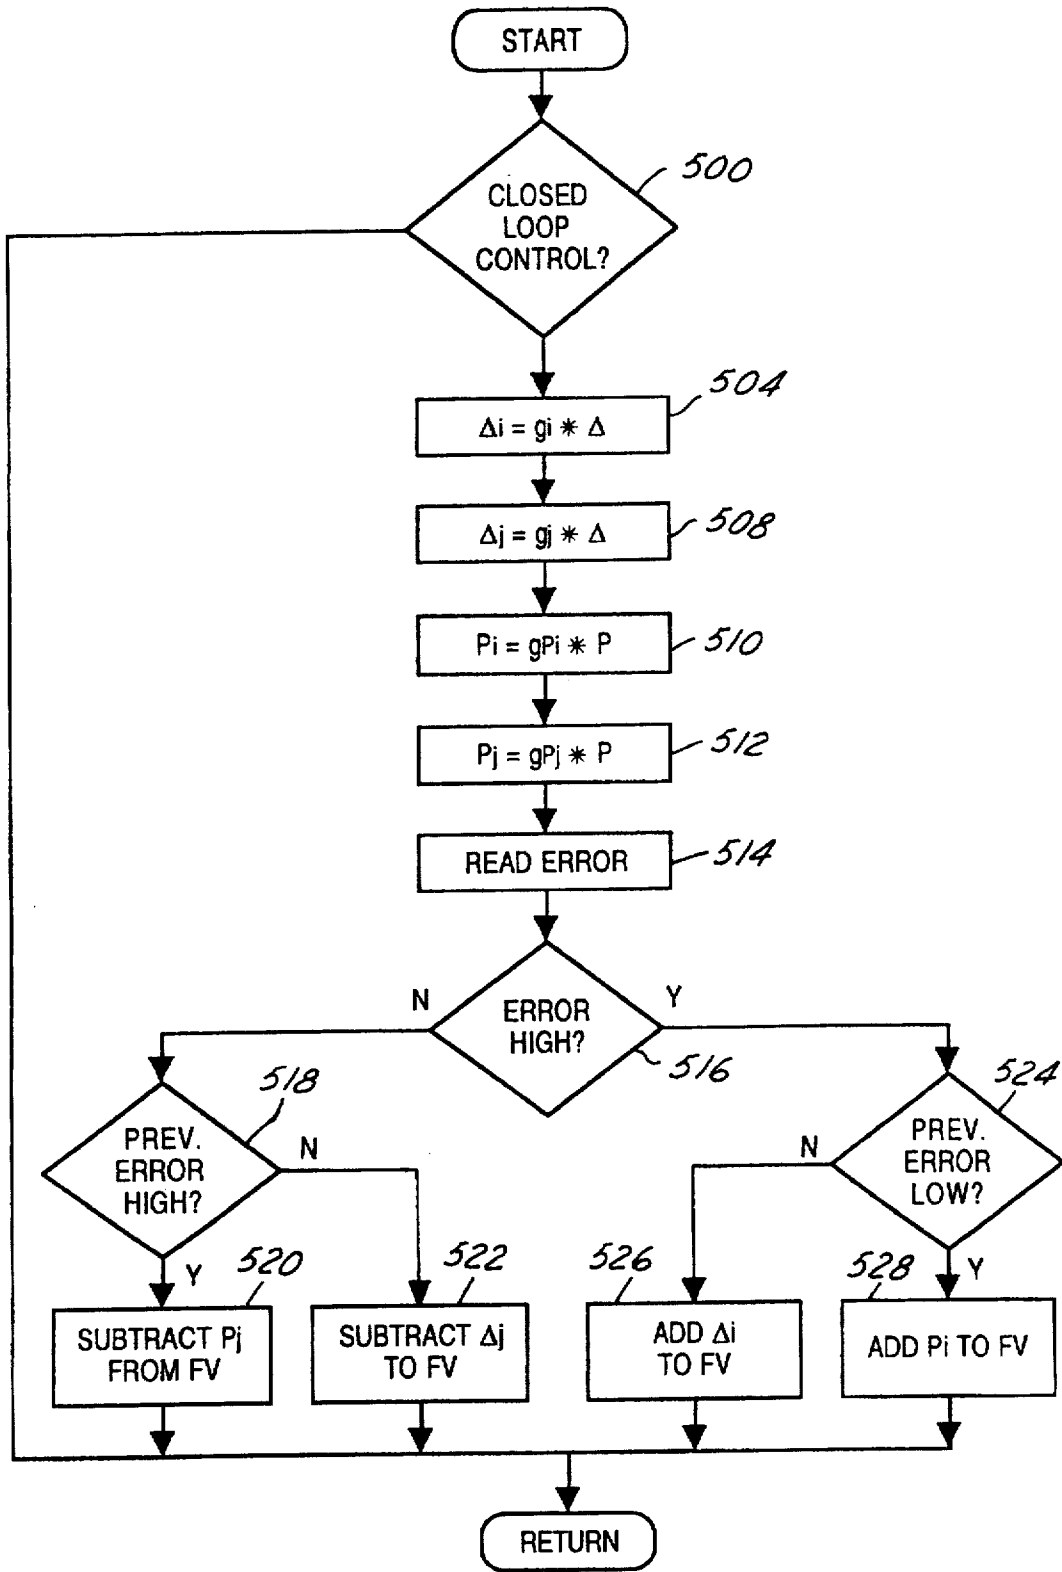 START
500
CLOSED
LOOP
CONTROL?
504
Δi = gi * Δ
508
Δj = gj * Δ
510
Pi = gPi * P
512
Pj = gPj * P
514
READ ERROR
N
Y
ERROR
HIGH?
516
518
524
PREV.
ERROR
HIGH?
N
N
PREV.
ERROR
LOW?
Y
520
522
526
528
Y
SUBTRACT Pj
FROM FV
SUBTRACT Δj
TO FV
ADD Δi
TO FV
ADD Pi TO FV
RETURN